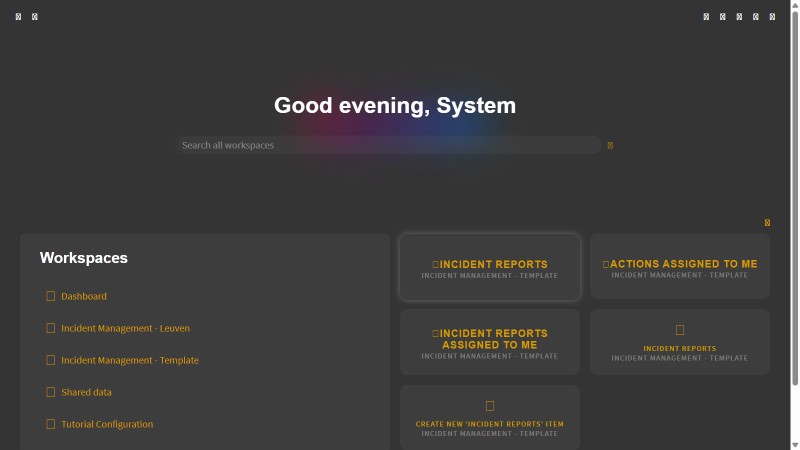 Good evening, System
Search all workspaces
Workspaces
Dashboard
Incident Management - Leuven
Incident Management - Template
Shared data
Tutorial Configuration
INCIDENT REPORTS
INCIDENT MANAGEMENT - TEMPLATE
ACTIONS ASSIGNED TO ME
INCIDENT MANAGEMENT - TEMPLATE
INCIDENT REPORTS
ASSIGNED TO ME
INCIDENT MANAGEMENT - TEMPLATE
INCIDENT REPORTS
INCIDENT MANAGEMENT - TEMPLATE
CREATE NEW 'INCIDENT REPORTS' ITEM
INCIDENT MANAGEMENT - TEMPLATE